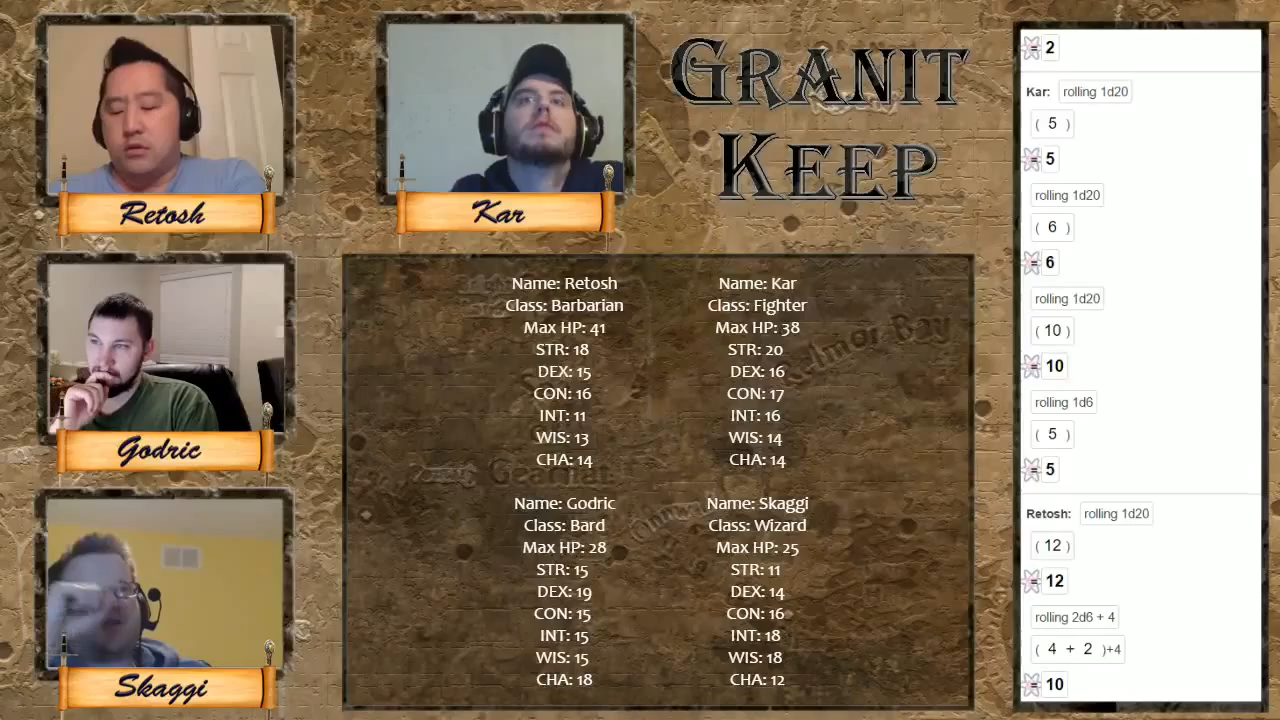 GRANIT
KEEP
Retosh
Kar
Godric
Skaggi
Name: Retosh
Class: Barbarian
Max HP: 41
STR: 18
DEX: 15
CON: 16
INT: 11
WIS: 13
CHA: 14
Name: Kar
Class: Fighter
Max HP: 38
STR: 20
DEX: 16
CON: 17
INT: 16
WIS: 14
CHA: 14
Name: Godric
Class: Bard
Max HP: 28
STR: 15
DEX: 19
CON: 15
INT: 15
WIS: 15
CHA: 18
Name: Skaggi
Class: Wizard
Max HP: 25
STR: 11
DEX: 14
CON: 16
INT: 18
WIS: 18
CHA: 12
= 2
Kar: rolling 1d20
( 5 )
= 5
rolling 1d20
( 6 )
= 6
rolling 1d20
( 10 )
= 10
rolling 1d6
( 5 )
= 5
Retosh: rolling 1d20
( 12 )
= 12
rolling 2d6 + 4
( 4 + 2 )+4
= 10
Bay